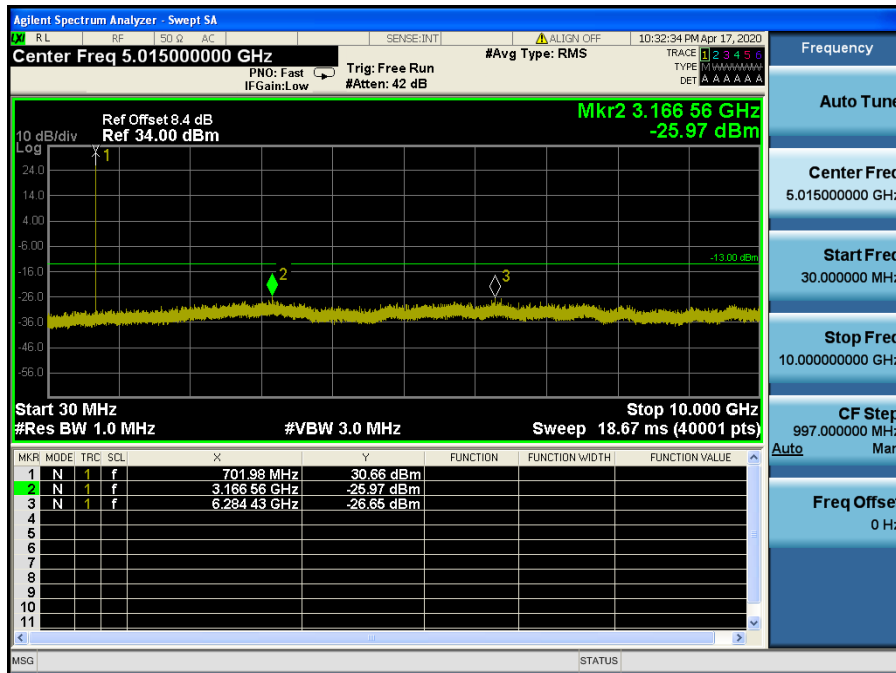 Agilent Spectrum Analyzer - Swept SA
LXI RL RF 50 Ω AC SENSE:INT ALIGN OFF 10:32:34 PM Apr 17, 2020
Center Freq 5.015000000 GHz
PNO: Fast
IFGain:Low
Trig: Free Run
#Atten: 42 dB
#Avg Type: RMS
TRACE 1 2 3 4 5 6
TYPE MWWWWW
DET A A A A A A
Mkr2 3.166 56 GHz
-25.97 dBm
Ref Offset 8.4 dB
10 dB/div Ref 34.00 dBm
Log
1
24.0
14.0
4.00
-6.00
-13.00 dBm
-16.0
2
3
-26.0
-36.0
-46.0
-56.0
Start 30 MHz Stop 10.000 GHz
#Res BW 1.0 MHz #VBW 3.0 MHz Sweep 18.67 ms (40001 pts)
MKR MODE TRC SCL X Y FUNCTION FUNCTION WIDTH FUNCTION VALUE
1 N 1 f 701.98 MHz 30.66 dBm
2 N 1 f 3.166 56 GHz -25.97 dBm
3 N 1 f 6.284 43 GHz -26.65 dBm
4
5
6
7
8
9
10
11
MSG STATUS
Frequency
Auto Tune
Center Freq
5.015000000 GHz
Start Freq
30.000000 MHz
Stop Freq
10.000000000 GHz
CF Step
997.000000 MHz
Auto Man
Freq Offset
0 Hz